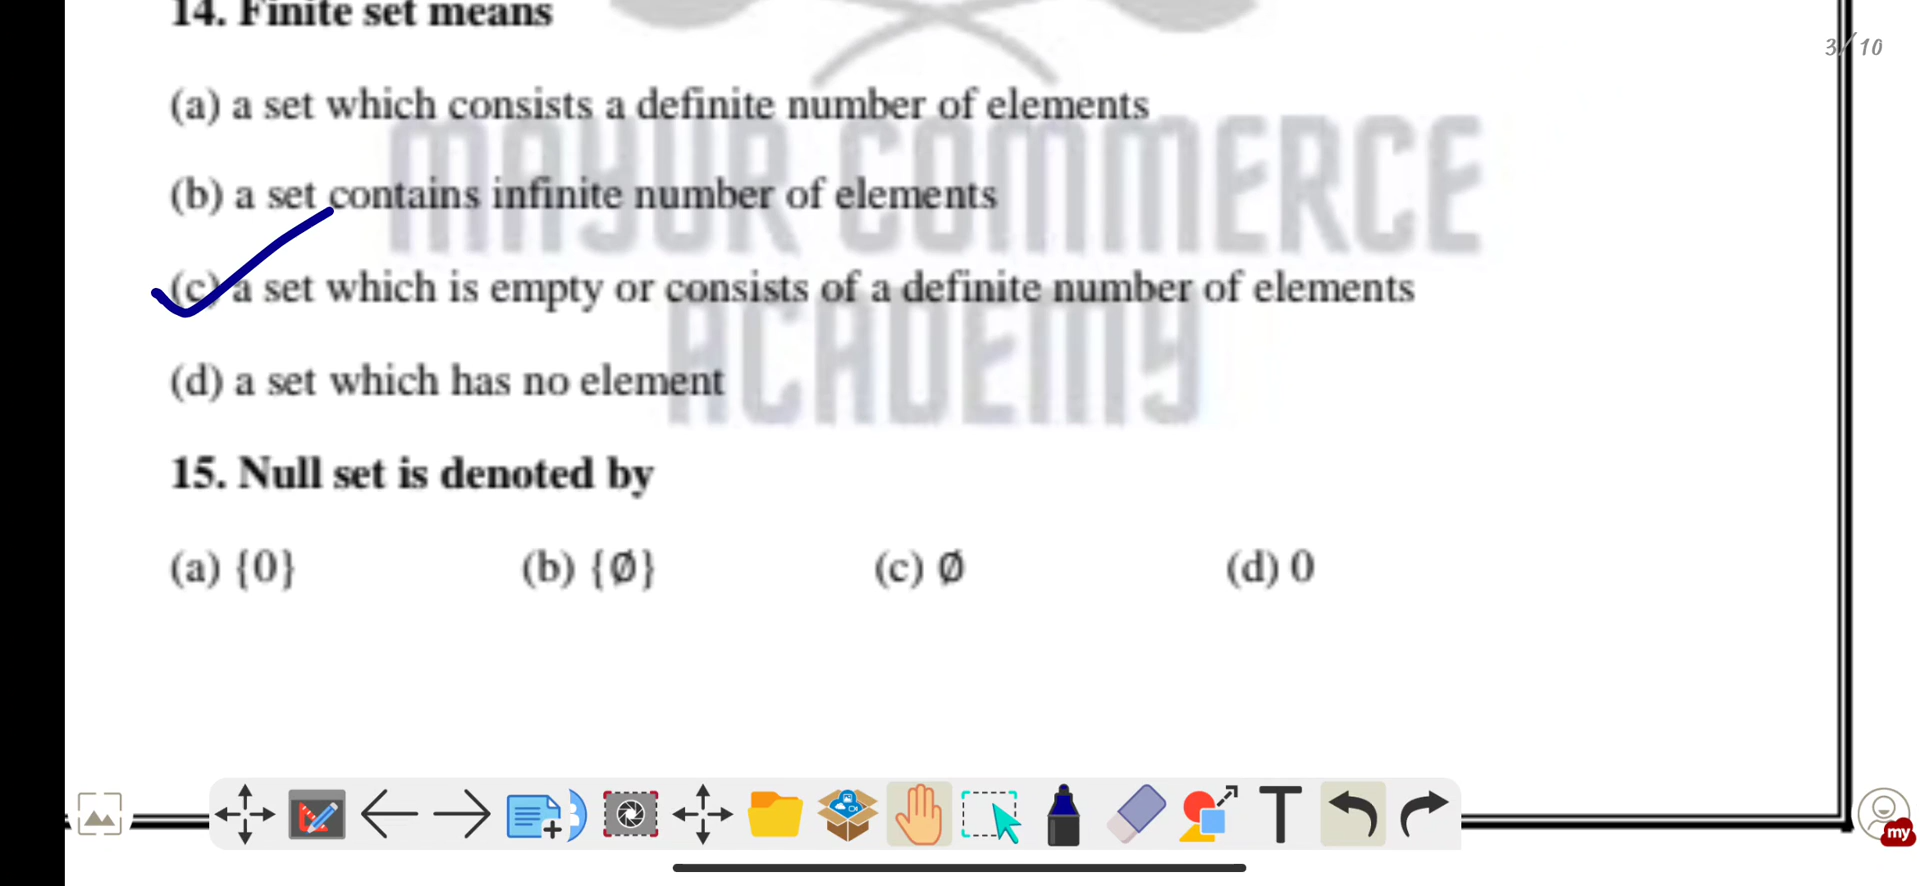 14. Finite set means
3/10
(a) a set which consists a definite number of elements
MAYUR COMMERCE
(b) a set contains infinite number of elements
(c) a set which is empty or consists of a definite number of elements
ACADEMY
(d) a set which has no element
15. Null set is denoted by
(a) {0} (b) {∅} (c) ∅ (d) 0
T
my